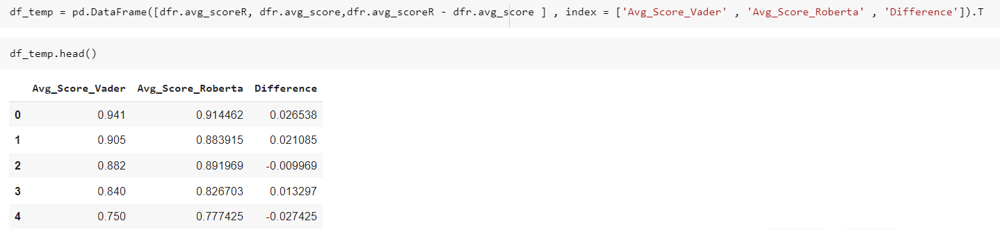 df_temp = pd.DataFrame([dfr.avg_scoreR, dfr.avg_score,dfr.avg_scoreR - dfr.avg_score ] , index = ['Avg_Score_Vader' , 'Avg_Score_Roberta' , 'Difference']).T
df_temp.head()
Avg_Score_Vader Avg_Score_Roberta Difference
0 0.941 0.914462 0.026538
1 0.905 0.883915 0.021085
2 0.882 0.891969 -0.009969
3 0.840 0.826703 0.013297
4 0.750 0.777425 -0.027425